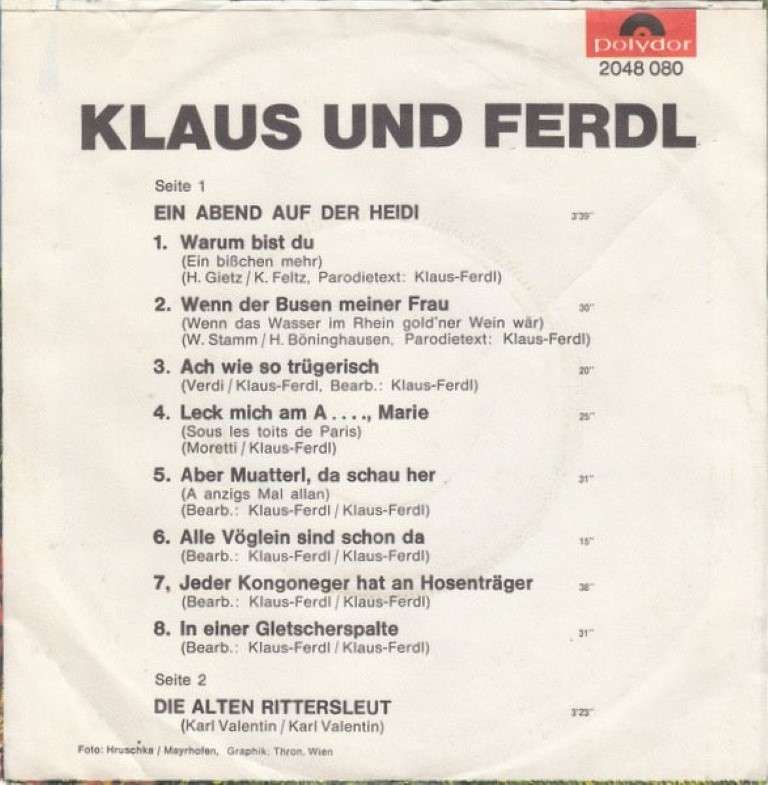 polydor
2048 080
KLAUS UND FERDL
Seite 1
EIN ABEND AUF DER HEIDI 3'39"
1. Warum bist du
(Ein bißchen mehr)
(H. Gietz / K. Feltz, Parodietext: Klaus-Ferdl)
2. Wenn der Busen meiner Frau 30"
(Wenn das Wasser im Rhein gold'ner Wein wär)
(W. Stamm / H. Böninghausen, Parodietext: Klaus-Ferdl)
3. Ach wie so trügerisch 20"
(Verdi / Klaus-Ferdl, Bearb.: Klaus-Ferdl)
4. Leck mich am A . . . ., Marie 25"
(Sous les toits de Paris)
(Moretti / Klaus-Ferdl)
5. Aber Muatterl, da schau her 31"
(A anzigs Mal allan)
(Bearb.: Klaus-Ferdl / Klaus-Ferdl)
6. Alle Vöglein sind schon da 15"
(Bearb.: Klaus-Ferdl / Klaus-Ferdl)
7, Jeder Kongoneger hat an Hosenträger 38"
(Bearb.: Klaus-Ferdl / Klaus-Ferdl)
8. In einer Gletscherspalte 31"
(Bearb.: Klaus-Ferdl / Klaus-Ferdl)
Seite 2
DIE ALTEN RITTERSLEUT 3'23"
(Karl Valentin / Karl Valentin)
Foto: Hruschka / Mayrhofen, Graphik: Thron, Wien